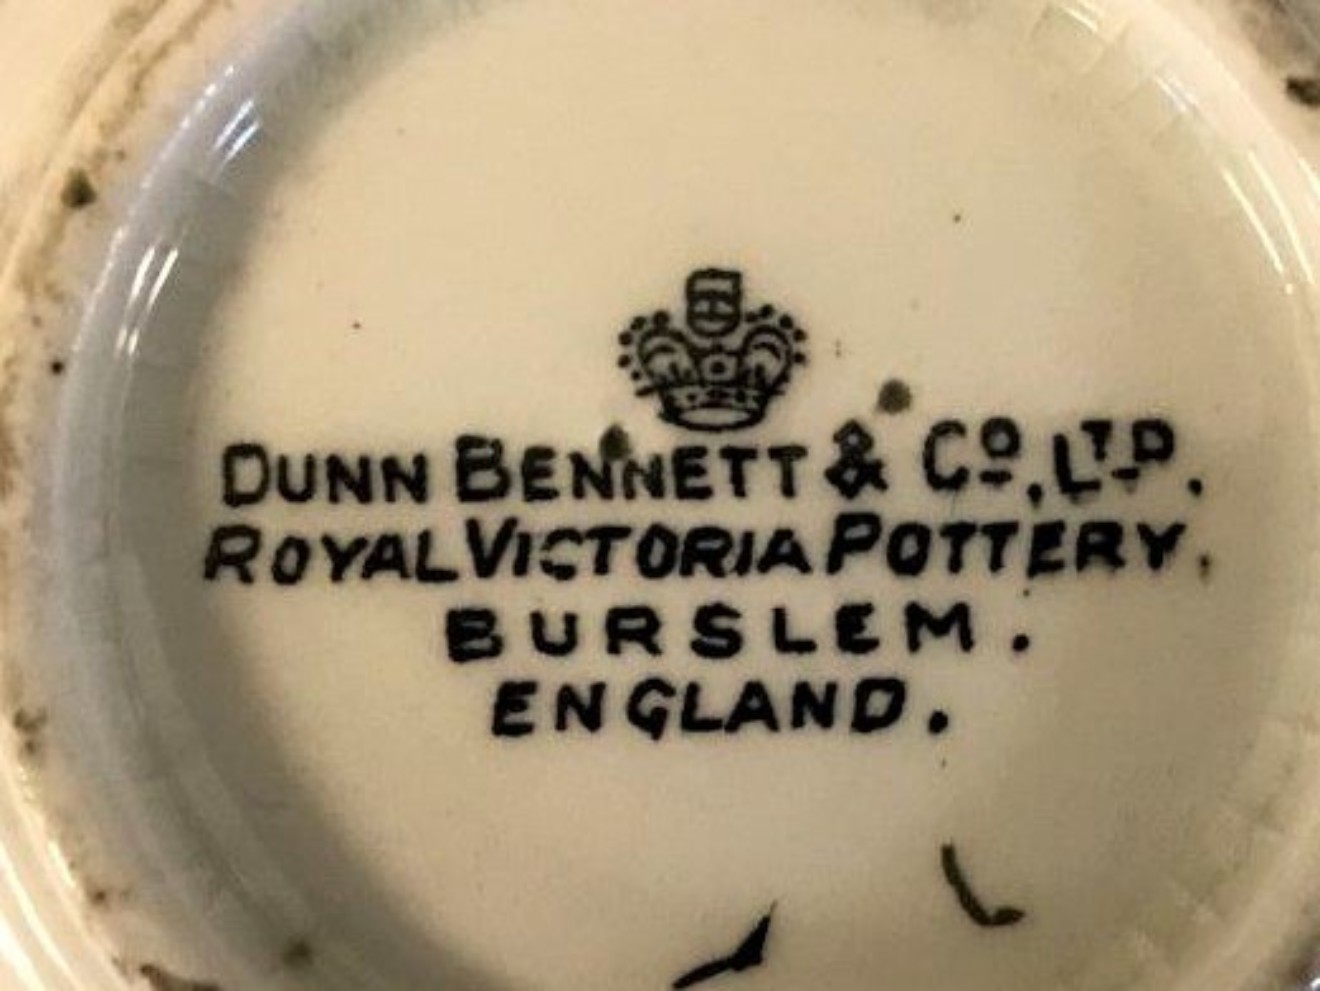 DUNN BENNETT & Cº, LTD.
ROYAL VICTORIA POTTERY.
BURSLEM.
ENGLAND.